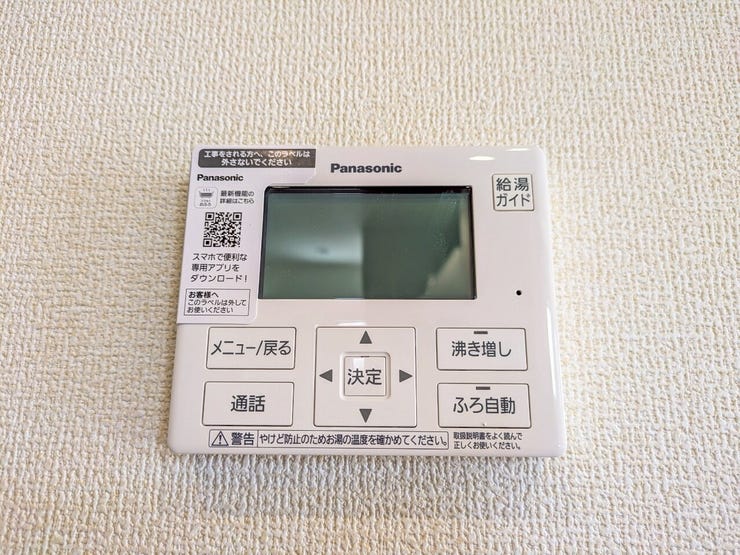 工事をされる方へ、このラベルは
外さないでください
Panasonic
Panasonic
最新機能の
詳細はこちら
スマホで便利な
専用アプリを
ダウンロード！
お客様へ
このラベルは外して
お使いください
給湯
ガイド
メニュー/戻る
決定
沸き増し
通話
ふろ自動
警告 やけど防止のためお湯の温度を確かめてください。
取扱説明書をよく読んで
正しくお使いください。